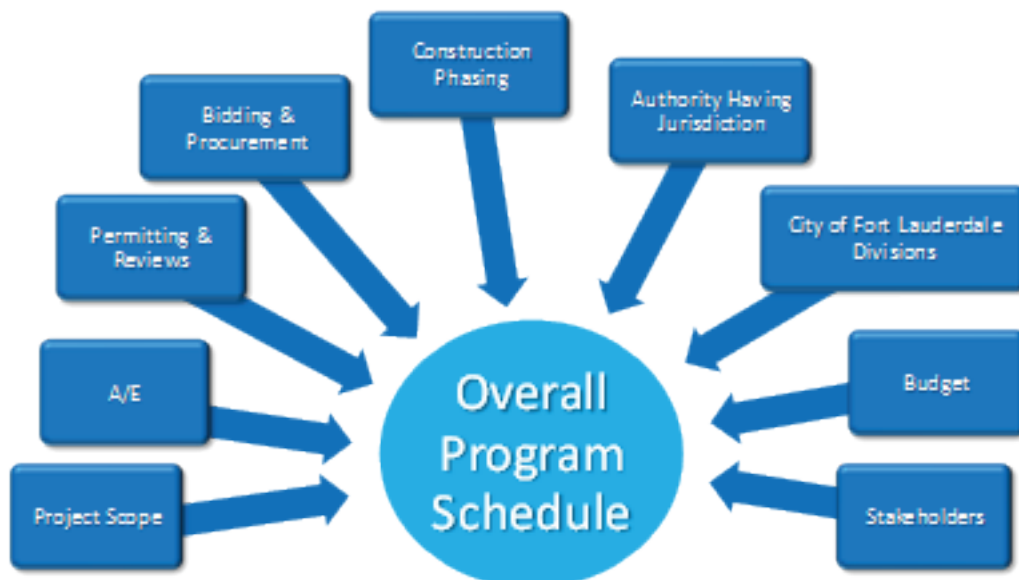 Construction
Phasing
Bidding &
Procurement
Authority Having
Jurisdiction
Permitting &
Reviews
City of Fort Lauderdale
Divisions
A/E
Budget
Project Scope
Stakeholders
Overall
Program
Schedule